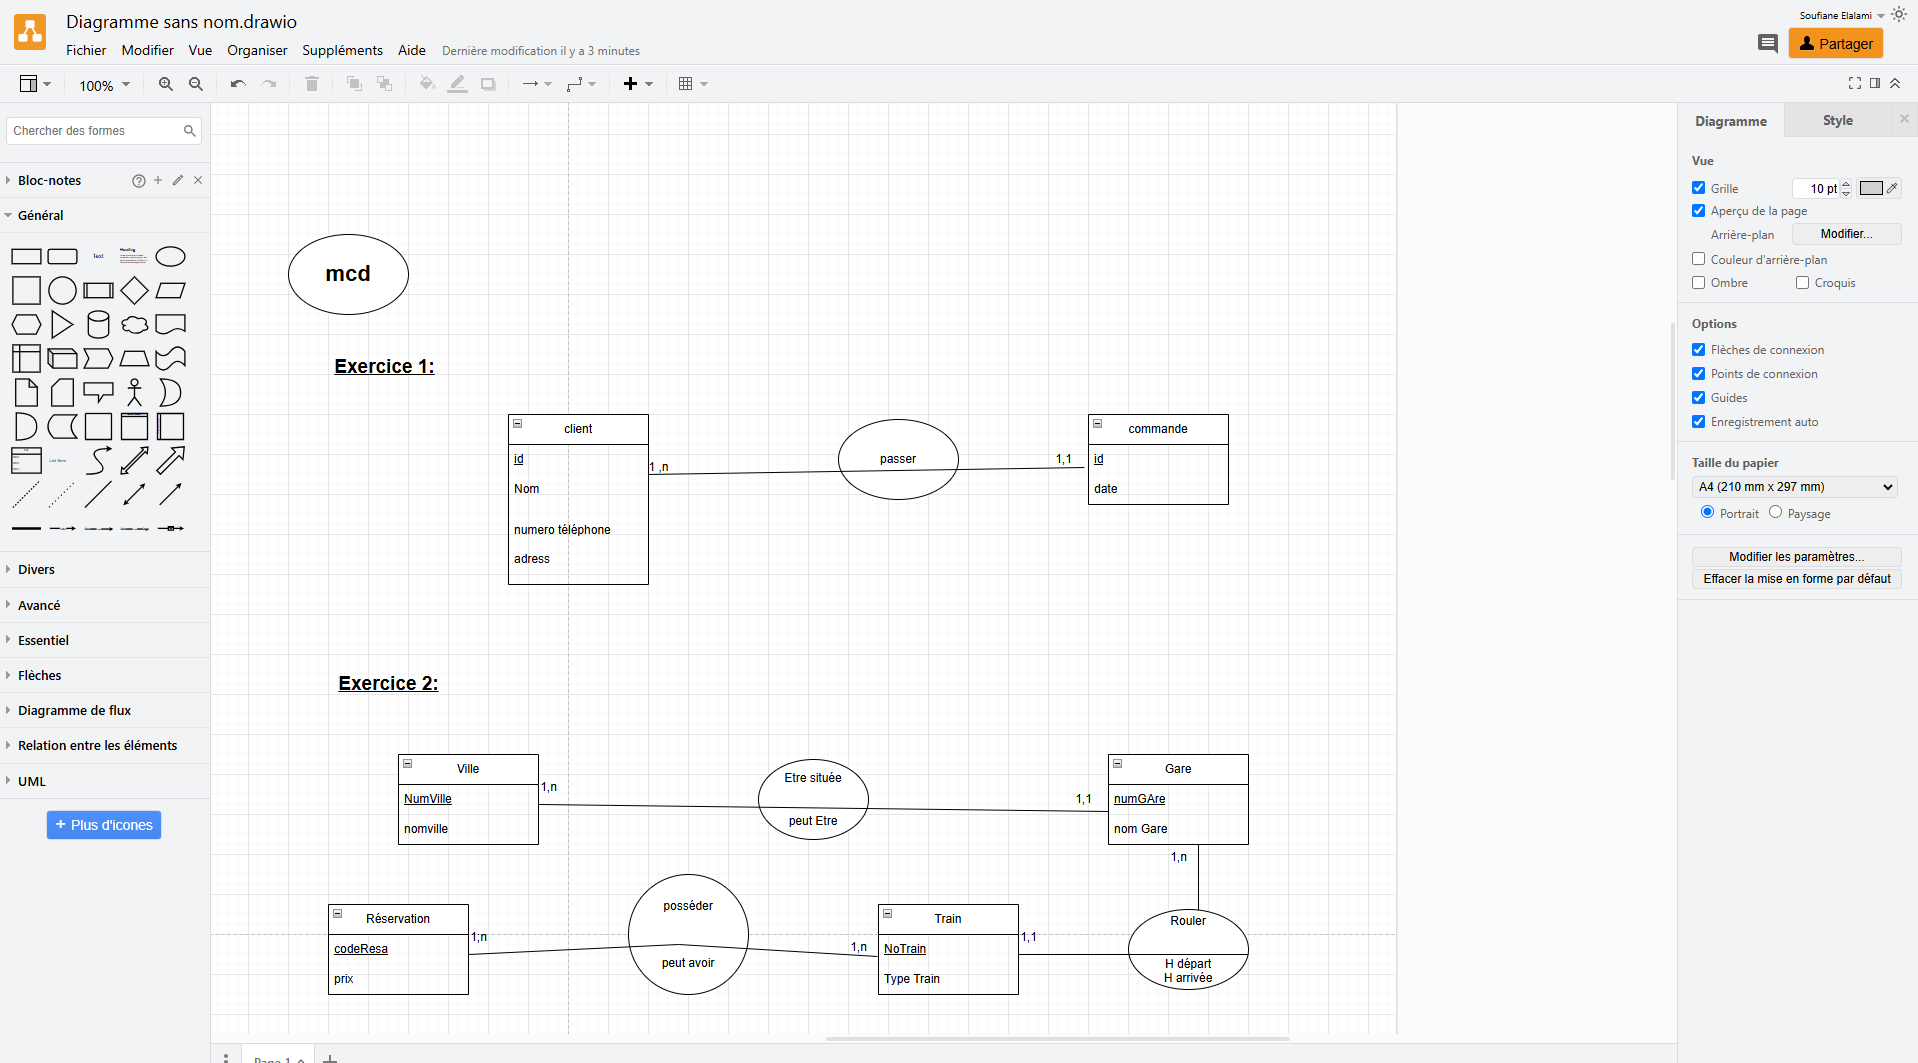 Diagramme sans nom.drawio
Soufiane Elalami
Fichier Modifier Vue Organiser Suppléments Aide Dernière modification il y a 3 minutes
Partager
100%
Chercher des formes
Bloc-notes
Général
Text
Heading
List Item
Divers
Avancé
Essentiel
Flèches
Diagramme de flux
Relation entre les éléments
UML
+ Plus d'icones
mcd
Exercice 1:
client
id
Nom
numero téléphone
adress
1 ,n
passer
1,1
commande
id
date
Exercice 2:
Ville
NumVille
nomville
1,n
Etre située
peut Etre
1,1
Gare
numGAre
nom Gare
1,n
Réservation
codeResa
prix
1,n
posséder
peut avoir
1,n
Train
NoTrain
Type Train
1,1
Rouler
H départ
H arrivée
Page 1
Diagramme Style
Vue
Grille 10 pt
Aperçu de la page
Arrière-plan Modifier...
Couleur d'arrière-plan
Ombre Croquis
Options
Flèches de connexion
Points de connexion
Guides
Enregistrement auto
Taille du papier
A4 (210 mm x 297 mm)
Portrait Paysage
Modifier les paramètres...
Effacer la mise en forme par défaut